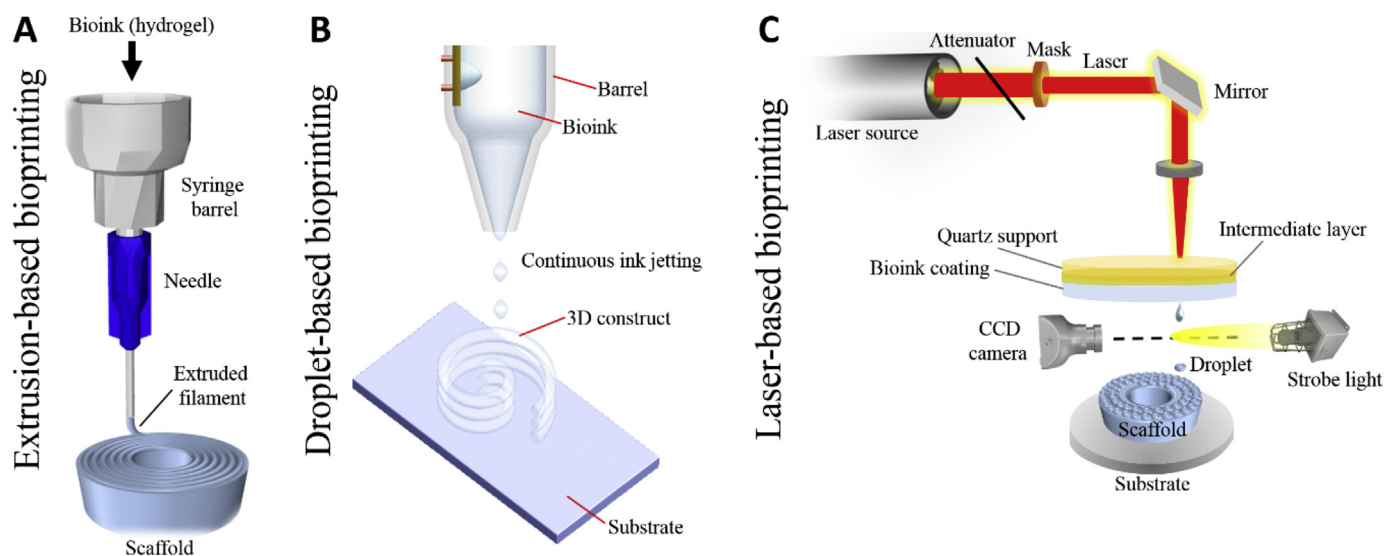 A
Extrusion-based bioprinting
Bioink (hydrogel)
Syringe
barrel
Needle
Extruded
filament
Scaffold
B
Droplet-based bioprinting
Barrel
Bioink
Continuous ink jetting
3D construct
Substrate
C
Laser-based bioprinting
Attenuator
Mask
Laser
Mirror
Laser source
Quartz support
Intermediate layer
Bioink coating
CCD
camera
Droplet
Strobe light
Scaffold
Substrate